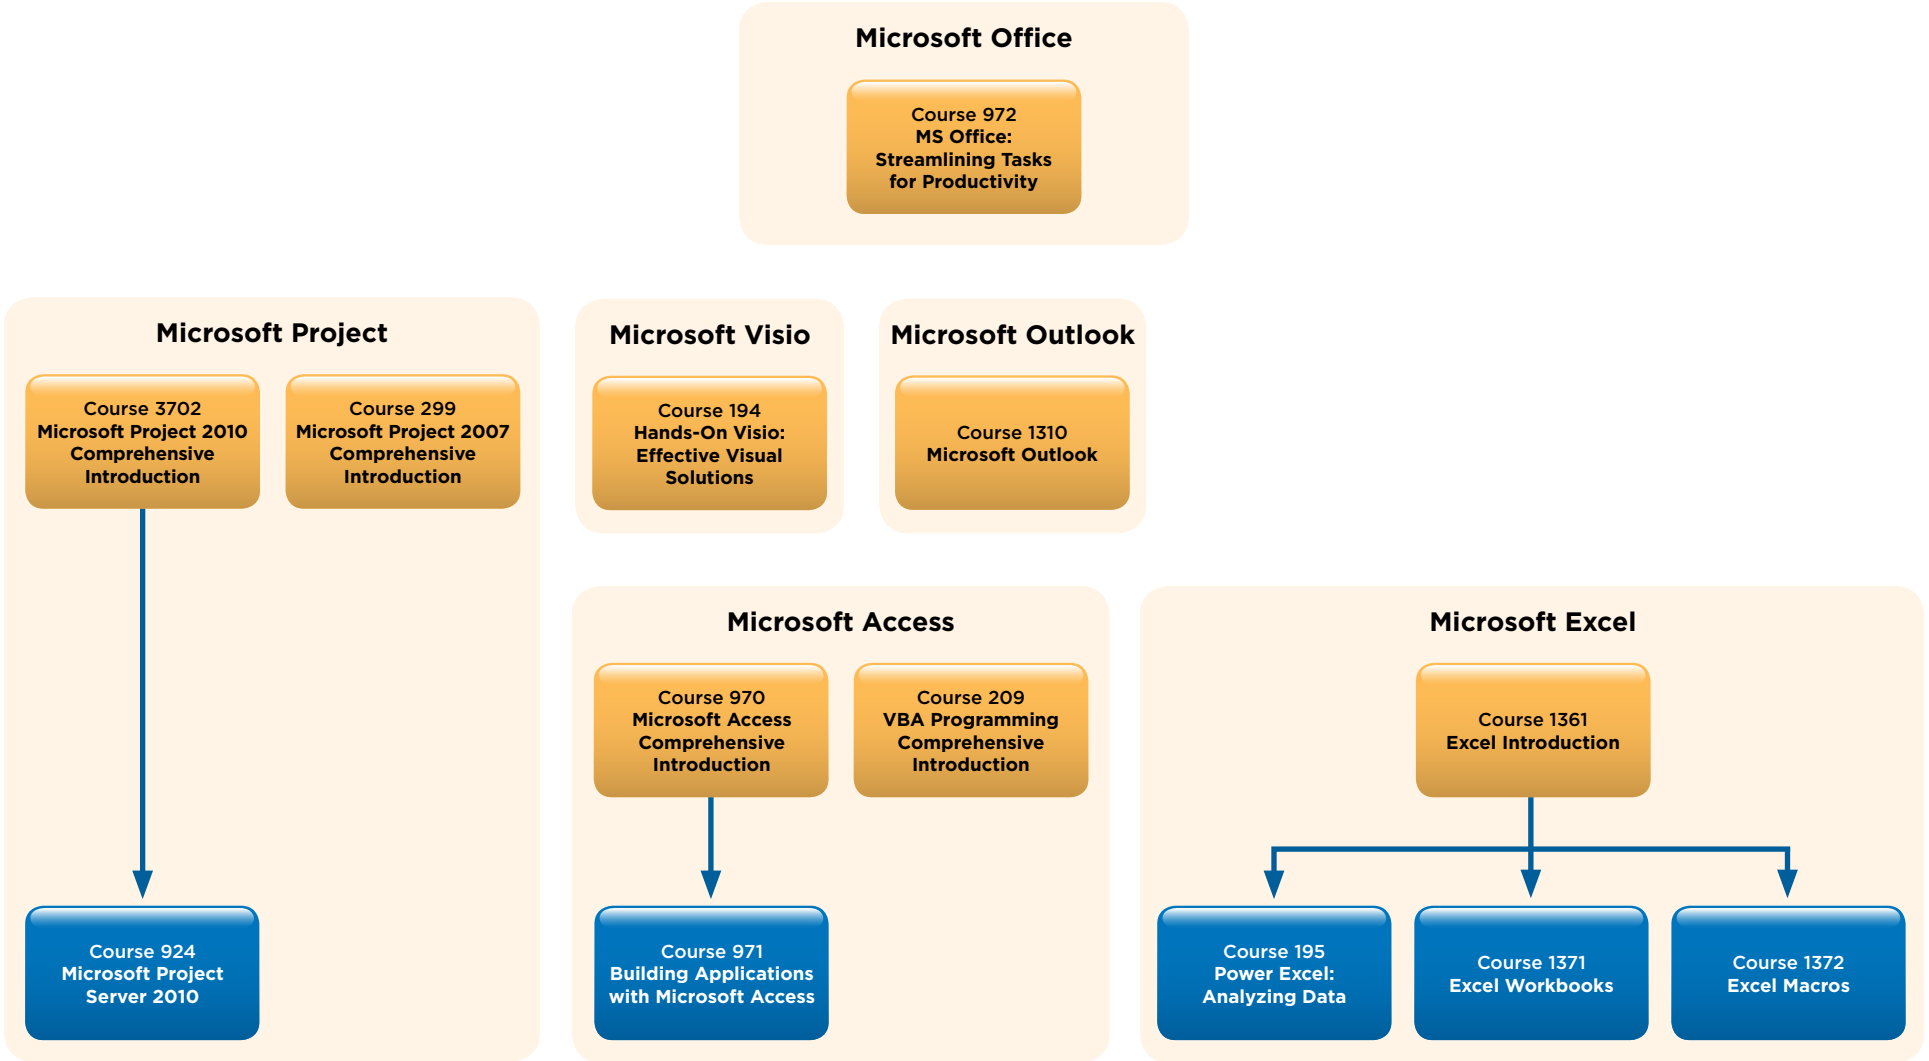 Microsoft Office
Course 972
MS Office:
Streamlining Tasks
for Productivity
Microsoft Project
Course 3702
Microsoft Project 2010
Comprehensive
Introduction
Course 299
Microsoft Project 2007
Comprehensive
Introduction
Course 924
Microsoft Project
Server 2010
Microsoft Visio
Course 194
Hands-On Visio:
Effective Visual
Solutions
Microsoft Outlook
Course 1310
Microsoft Outlook
Microsoft Access
Course 970
Microsoft Access
Comprehensive
Introduction
Course 209
VBA Programming
Comprehensive
Introduction
Course 971
Building Applications
with Microsoft Access
Microsoft Excel
Course 1361
Excel Introduction
Course 195
Power Excel:
Analyzing Data
Course 1371
Excel Workbooks
Course 1372
Excel Macros